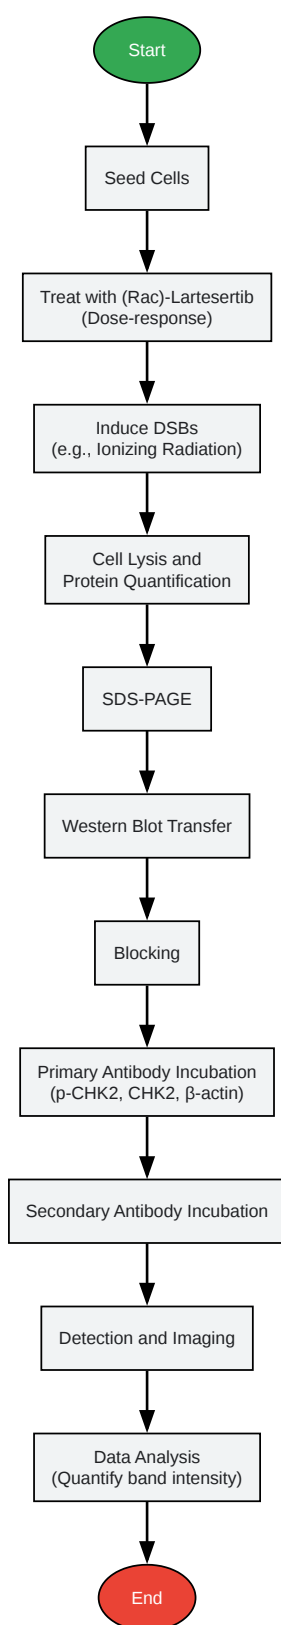 Start
Seed Cells
Treat with (Rac)-Lartesertib
(Dose-response)
Induce DSBs
(e.g., Ionizing Radiation)
Cell Lysis and
Protein Quantification
SDS-PAGE
Western Blot Transfer
Blocking
Primary Antibody Incubation
(p-CHK2, CHK2, β-actin)
Secondary Antibody Incubation
Detection and Imaging
Data Analysis
(Quantify band intensity)
End